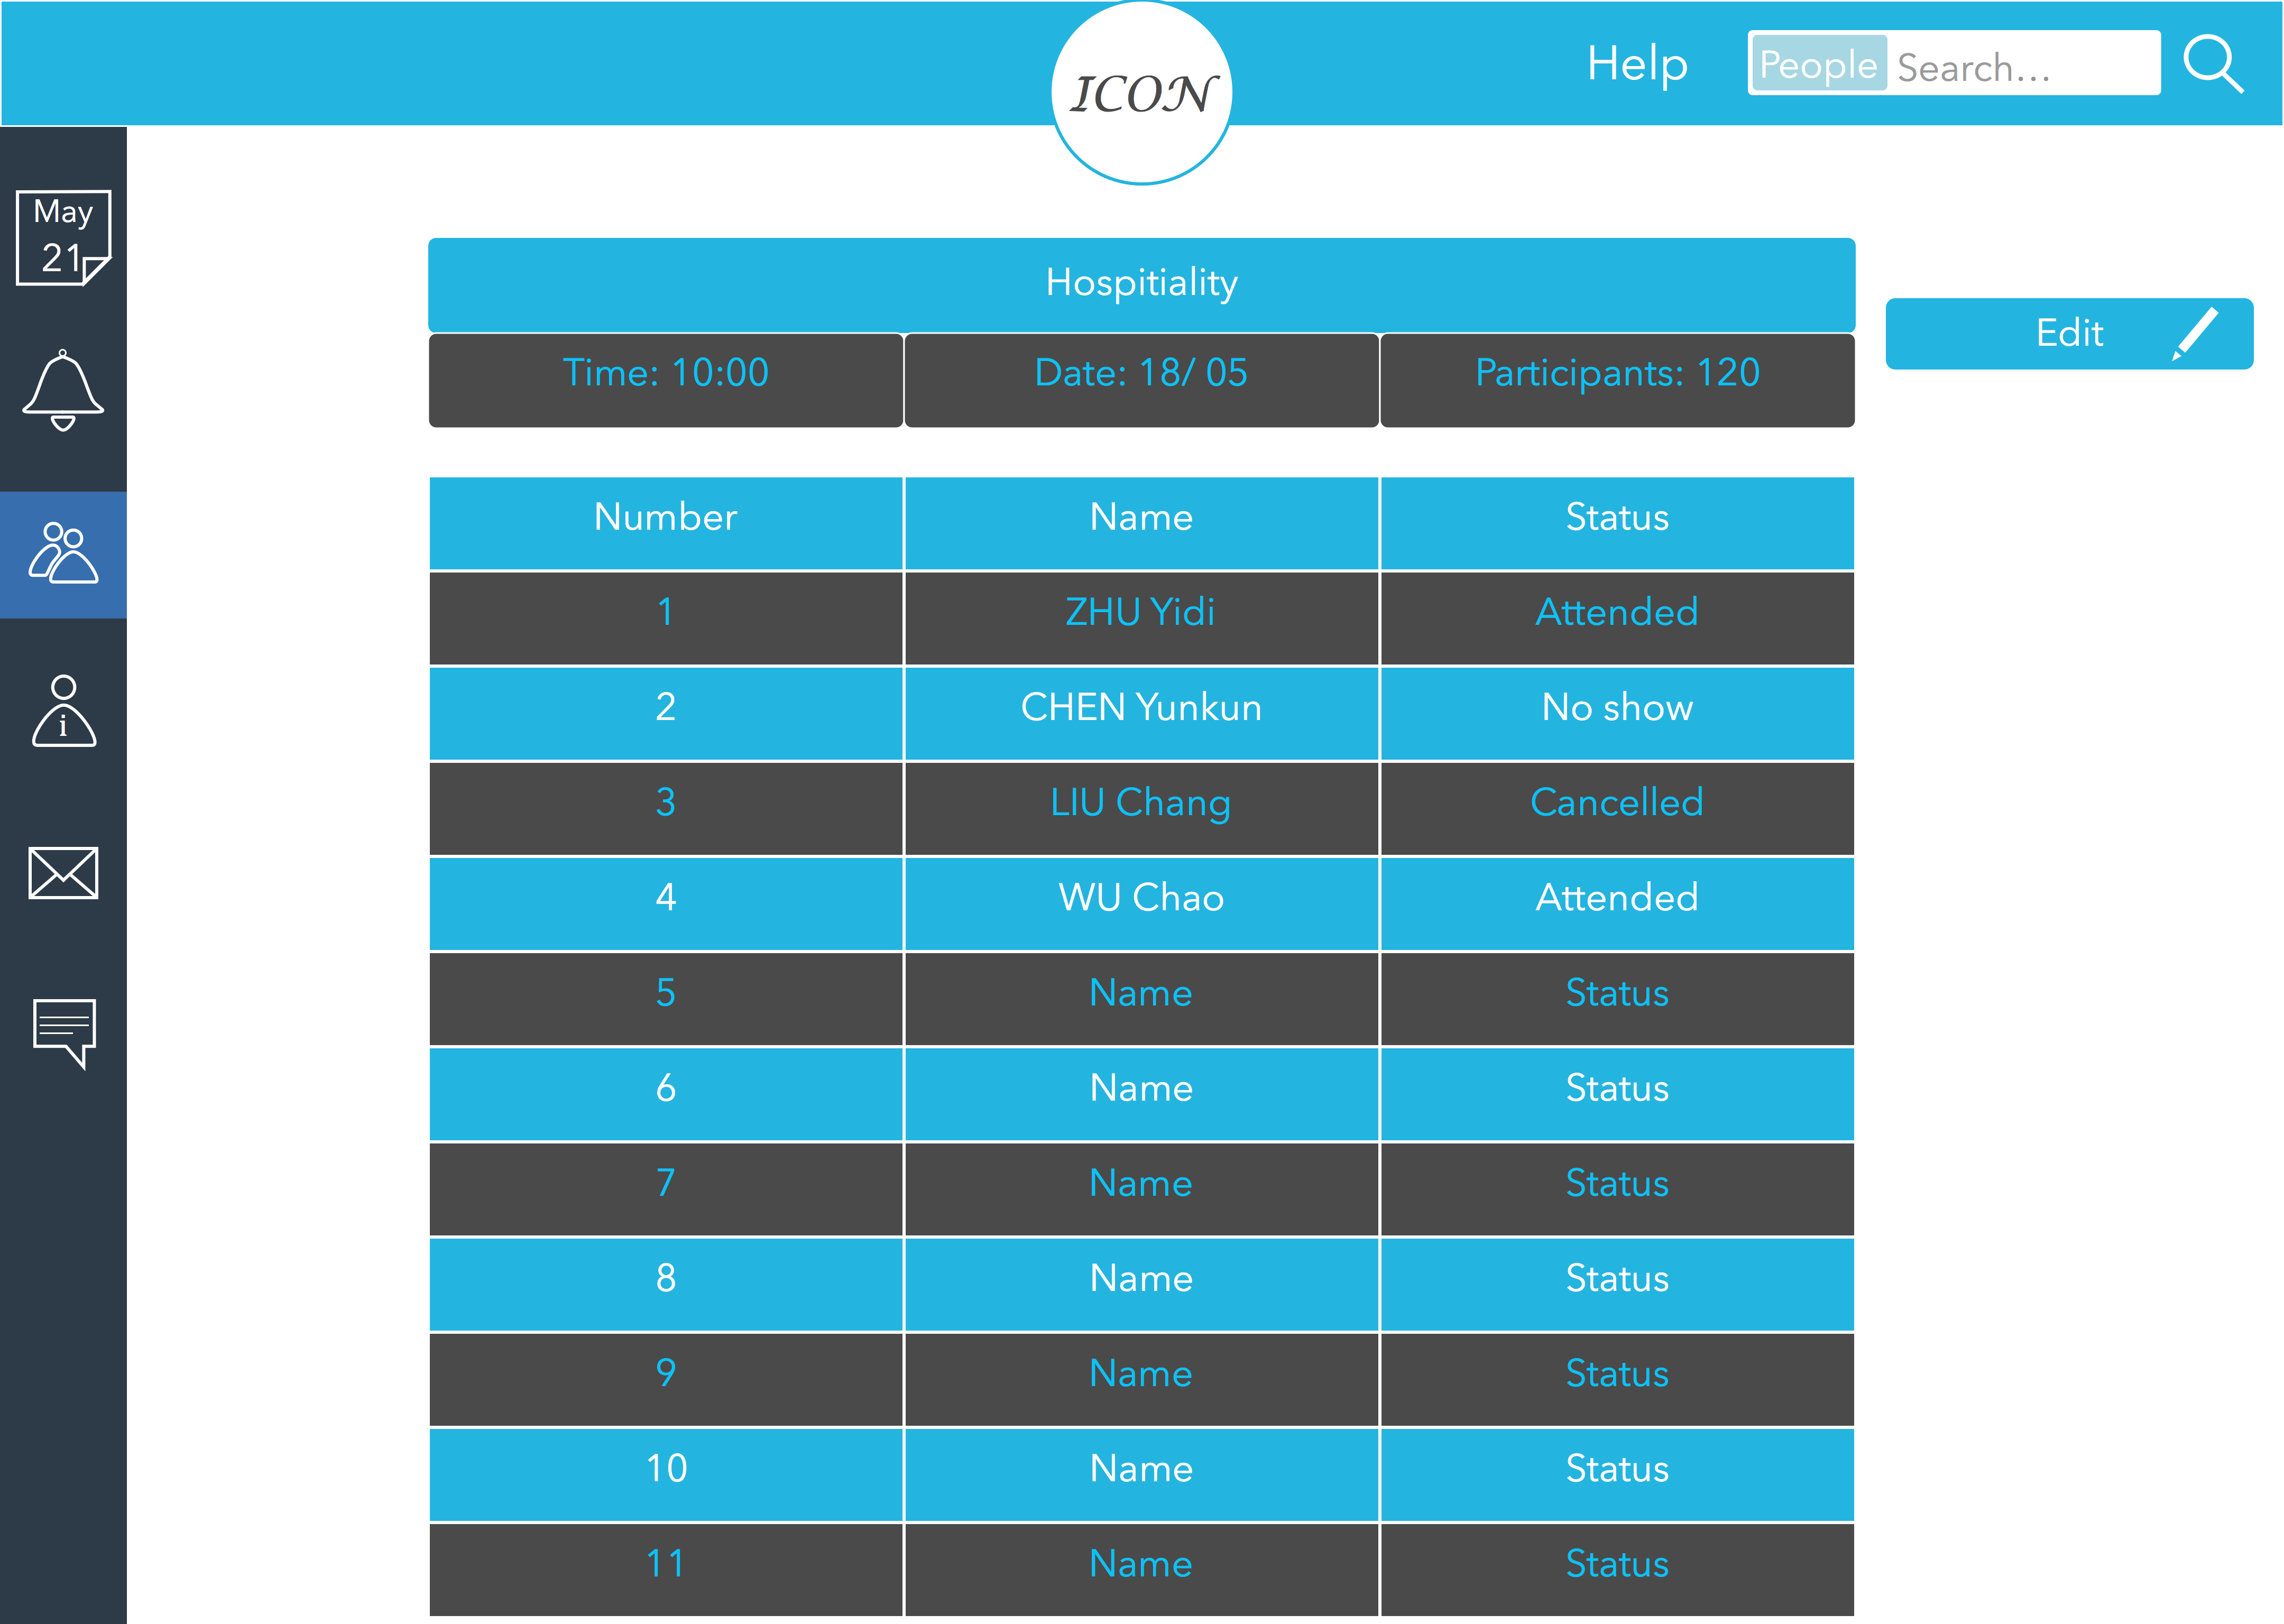 ICON
Help
People Search...
May
21
Hospitiality
Time: 10:00 Date: 18/ 05 Participants: 120
Edit
Number Name Status
1 ZHU Yidi Attended
2 CHEN Yunkun No show
3 LIU Chang Cancelled
4 WU Chao Attended
5 Name Status
6 Name Status
7 Name Status
8 Name Status
9 Name Status
10 Name Status
11 Name Status
i